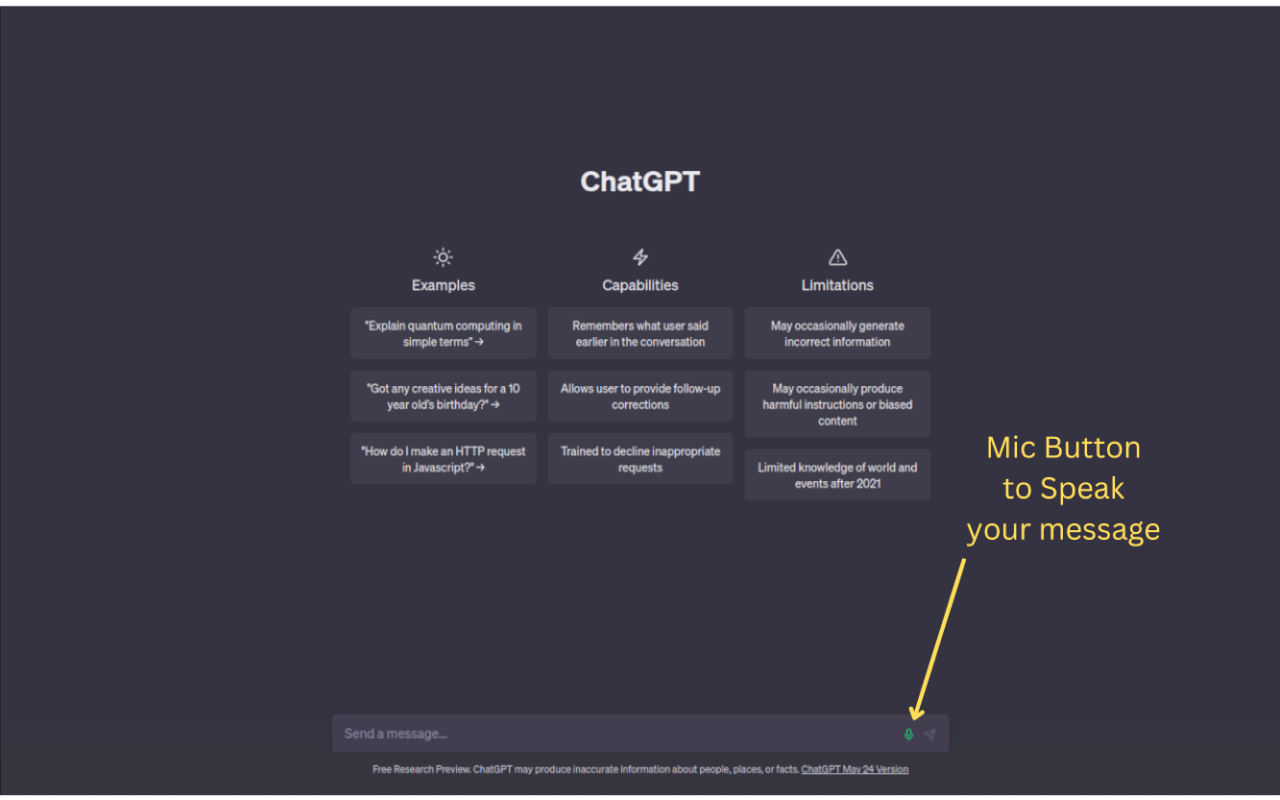 ChatGPT
Examples
"Explain quantum computing in
simple terms" →
"Got any creative ideas for a 10
year old's birthday?" →
"How do I make an HTTP request
in Javascript?" →
Capabilities
Remembers what user said
earlier in the conversation
Allows user to provide follow-up
corrections
Trained to decline inappropriate
requests
Limitations
May occasionally generate
incorrect information
May occasionally produce
harmful instructions or biased
content
Limited knowledge of world and
events after 2021
Mic Button
to Speak
your message
Send a message...
Free Research Preview. ChatGPT may produce inaccurate information about people, places, or facts. ChatGPT May 24 Version